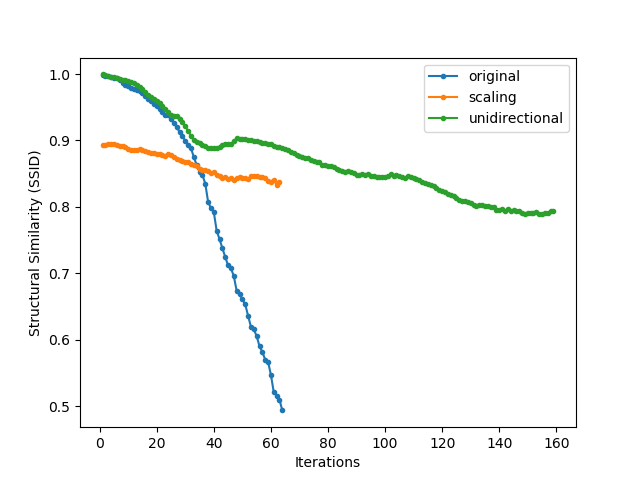 original
scaling
unidirectional
1.0
0.9
0.8
0.7
0.6
0.5
Structural Similarity (SSID)
0 20 40 60 80 100 120 140 160
Iterations